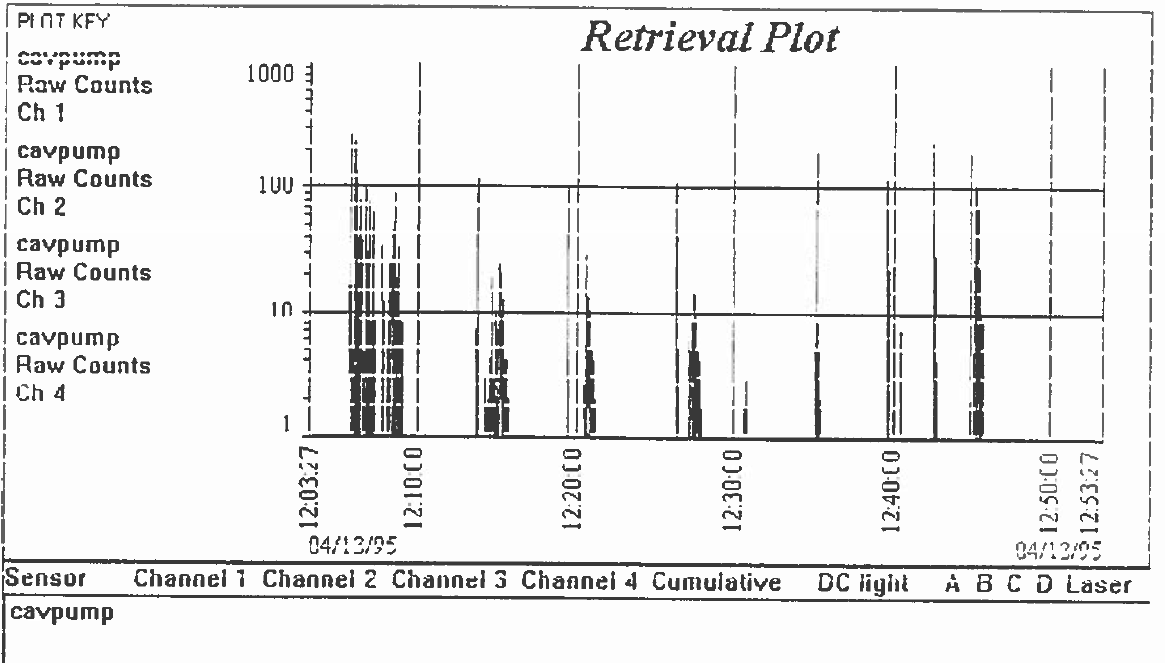 PLOT KEY
Retrieval Plot
cavpump
Raw Counts
Ch 1
cavpump
Raw Counts
Ch 2
cavpump
Raw Counts
Ch 3
cavpump
Raw Counts
Ch 4
1000
100
10
1
12:03:27
12:10:00
12:20:00
12:30:00
12:40:00
12:50:00
12:53:27
04/13/95
04/13/95
Sensor Channel 1 Channel 2 Channel 3 Channel 4 Cumulative DC light A B C D Laser
cavpump